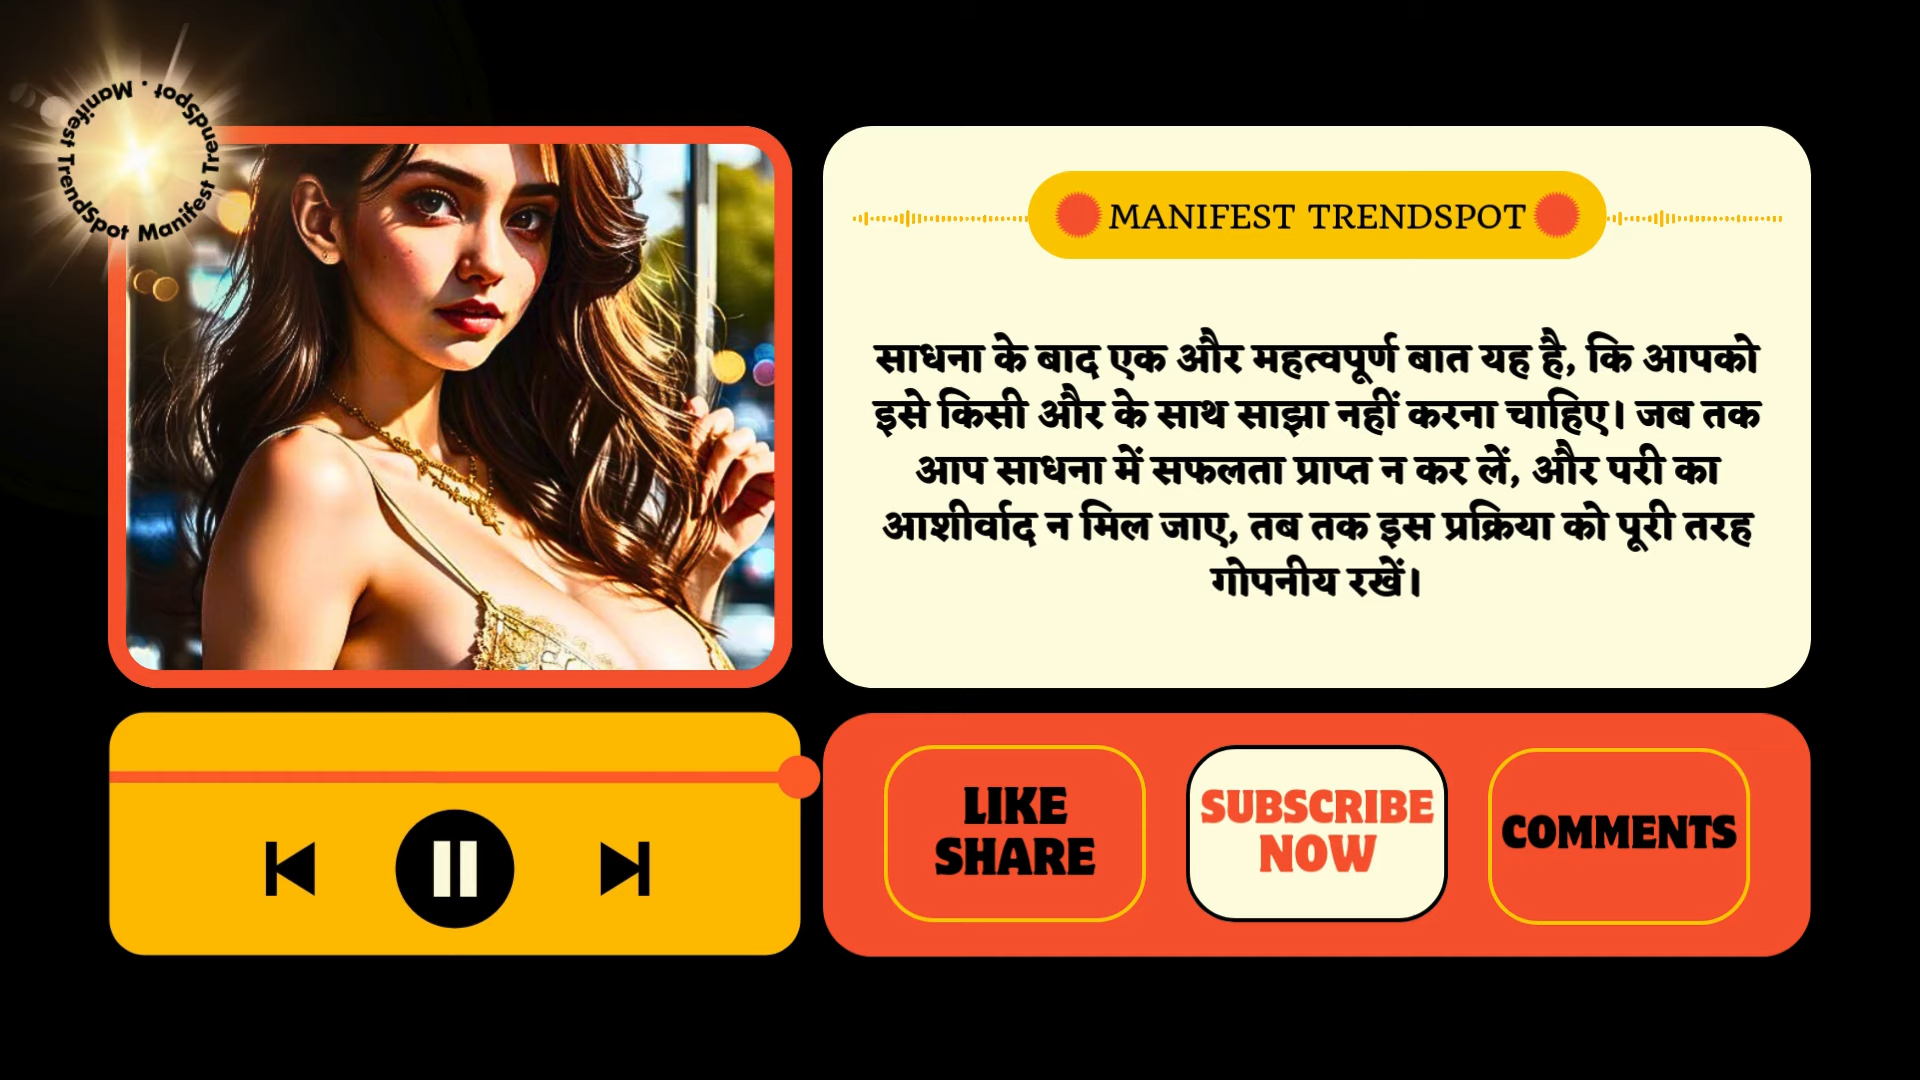 Manifest TrendSpot Manifest TrendSpot ·
MANIFEST TRENDSPOT
साधना के बाद एक और महत्वपूर्ण बात यह है, कि आपको
इसे किसी और के साथ साझा नहीं करना चाहिए। जब तक
आप साधना में सफलता प्राप्त न कर लें, और परी का
आशीर्वाद न मिल जाए, तब तक इस प्रक्रिया को पूरी तरह
गोपनीय रखें।
LIKE
SHARE
SUBSCRIBE
NOW
COMMENTS